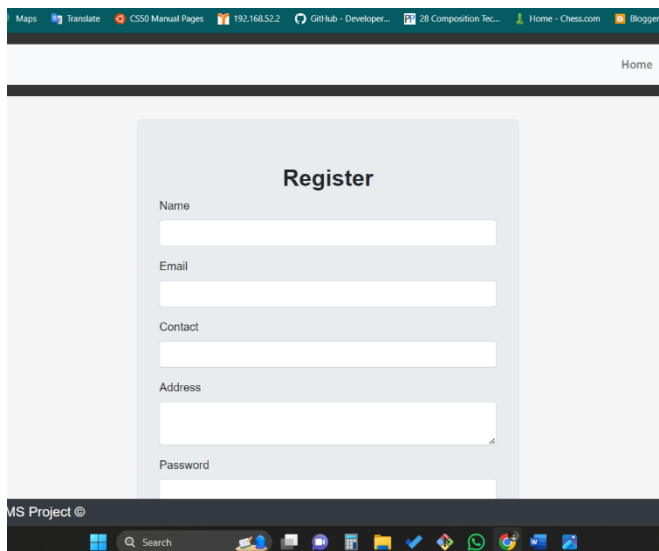 Maps Translate CS50 Manual Pages 192.168.52.2 GitHub - Developer... PP 28 Composition Tec... Home - Chess.com Blogger
Home
Register
Name
Email
Contact
Address
Password
MS Project ©
Search